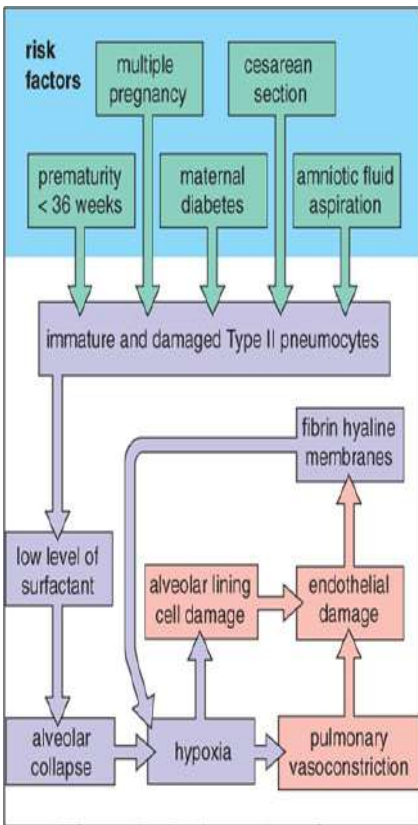 risk
factors
multiple
pregnancy
cesarean
section
prematurity
< 36 weeks
maternal
diabetes
amniotic fluid
aspiration
immature and damaged Type II pneumocytes
fibrin hyaline
membranes
low level of
surfactant
alveolar lining
cell damage
endothelial
damage
alveolar
collapse
hypoxia
pulmonary
vasoconstriction